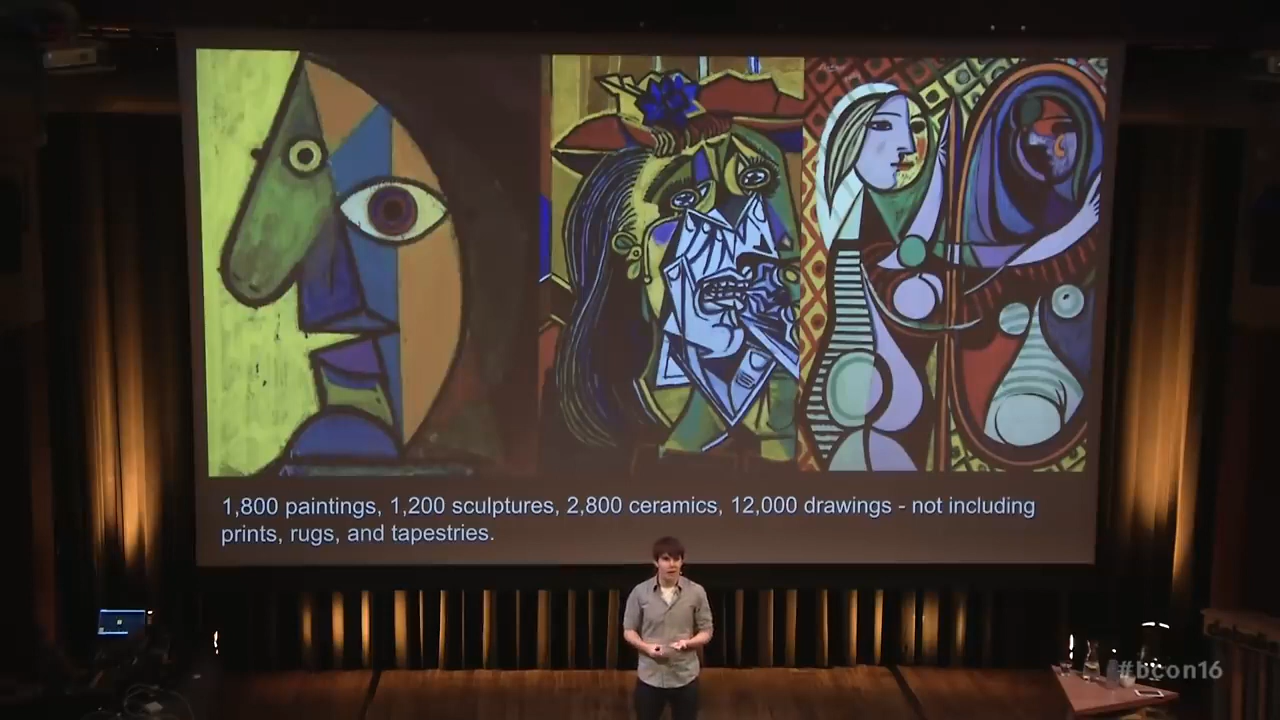 1,800 paintings, 1,200 sculptures, 2,800 ceramics, 12,000 drawings - not including
prints, rugs, and tapestries.
#bcon16